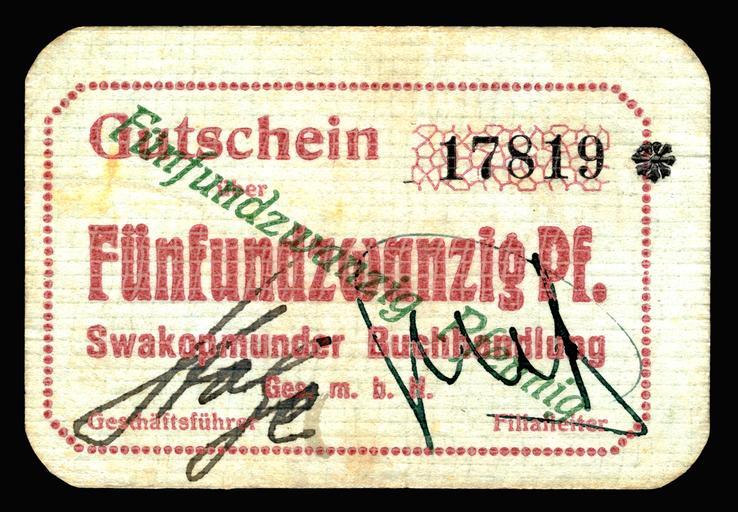 Gutschein 17819
über
Fünfundzwanzig Pf.
Fünfundzwanzig Pfennig
Swakopmunder Buchhandlung
Ges. m. b. H.
Geschäftsführer Filialleiter